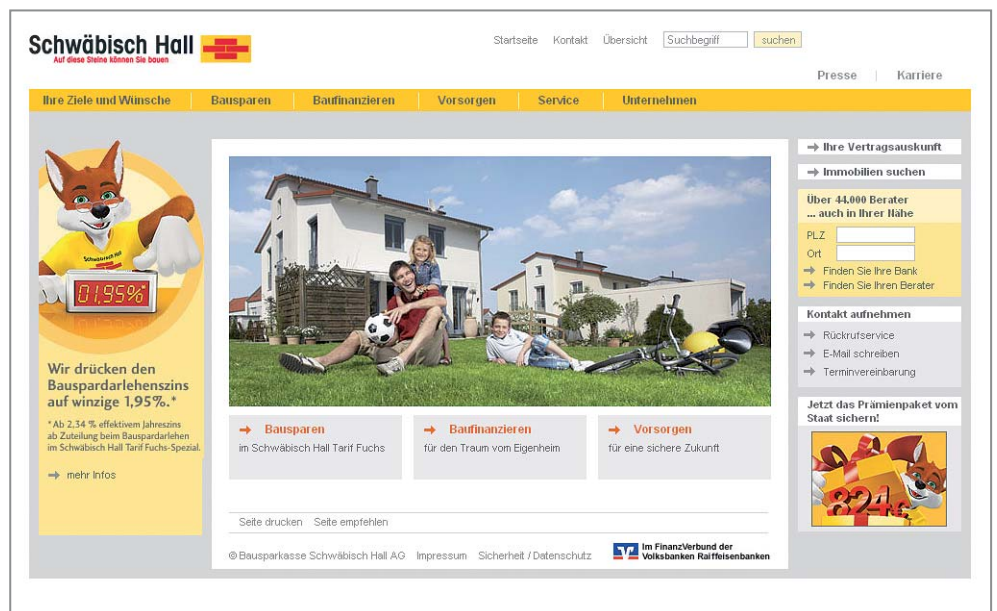 Schwäbisch Hall
Auf diese Steine können Sie bauen
Startseite Kontakt Übersicht Suchbegriff suchen
Presse Karriere
Ihre Ziele und Wünsche Bausparen Baufinanzieren Vorsorgen Service Unternehmen
Schwäbisch Hall
01,95%*
Wir drücken den
Bauspardarlehenszins
auf winzige 1,95%.*
* Ab 2,34 % effektivem Jahreszins
ab Zuteilung beim Bauspardarlehen
im Schwäbisch Hall Tarif Fuchs-Spezial.
mehr Infos
Bausparen
im Schwäbisch Hall Tarif Fuchs
Baufinanzieren
für den Traum vom Eigenheim
Vorsorgen
für eine sichere Zukunft
Seite drucken Seite empfehlen
© Bausparkasse Schwäbisch Hall AG Impressum Sicherheit / Datenschutz
Im FinanzVerbund der
Volksbanken Raiffeisenbanken
Ihre Vertragsauskunft
Immobilien suchen
Über 44.000 Berater
... auch in Ihrer Nähe
PLZ
Ort
Finden Sie Ihre Bank
Finden Sie Ihren Berater
Kontakt aufnehmen
Rückrufservice
E-Mail schreiben
Terminvereinbarung
Jetzt das Prämienpaket vom
Staat sichern!
824€